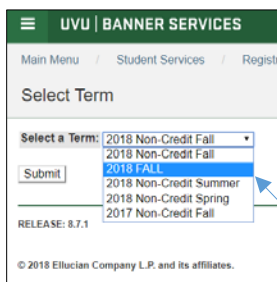 UVU | BANNER SERVICES
Main Menu / Student Services / Registr
Select Term
Select a Term: 2018 Non-Credit Fall
2018 Non-Credit Fall
2018 FALL
2018 Non-Credit Summer
2018 Non-Credit Spring
2017 Non-Credit Fall
Submit
RELEASE: 8.7.1
© 2018 Ellucian Company L.P. and its affiliates.